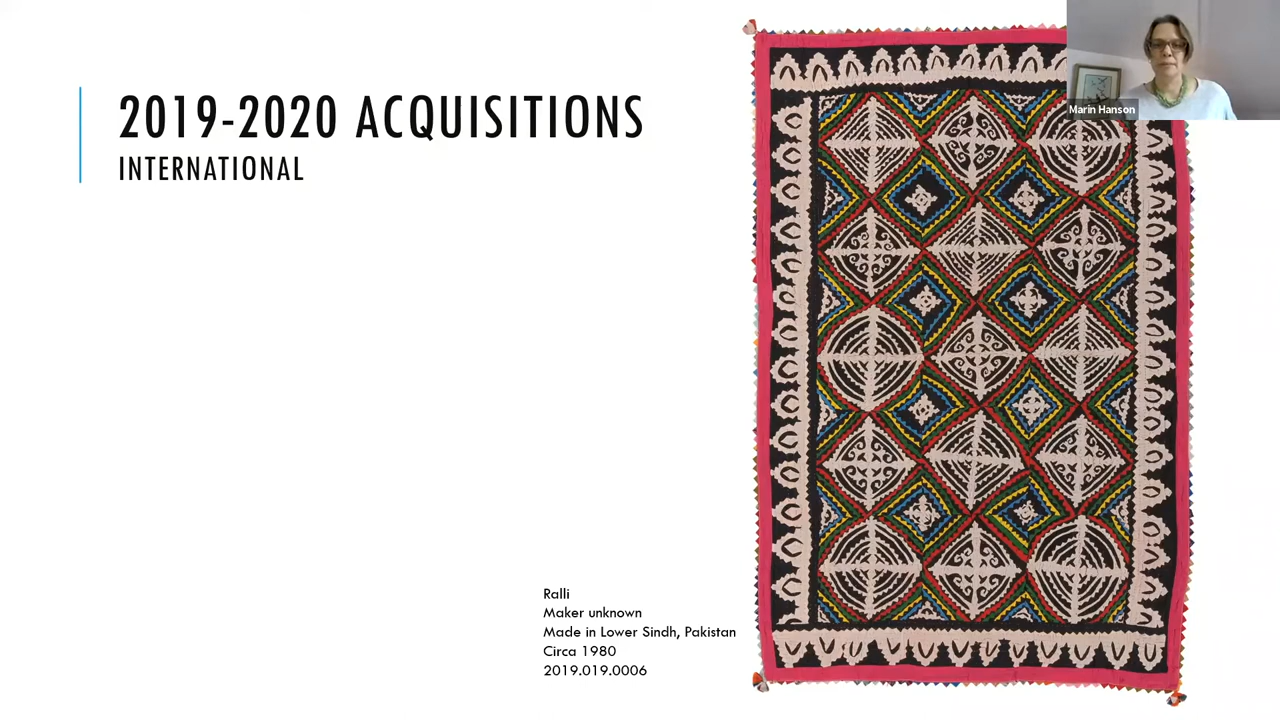 2019-2020 ACQUISITIONS
INTERNATIONAL
Marin Hanson
Ralli
Maker unknown
Made in Lower Sindh, Pakistan
Circa 1980
2019.019.0006